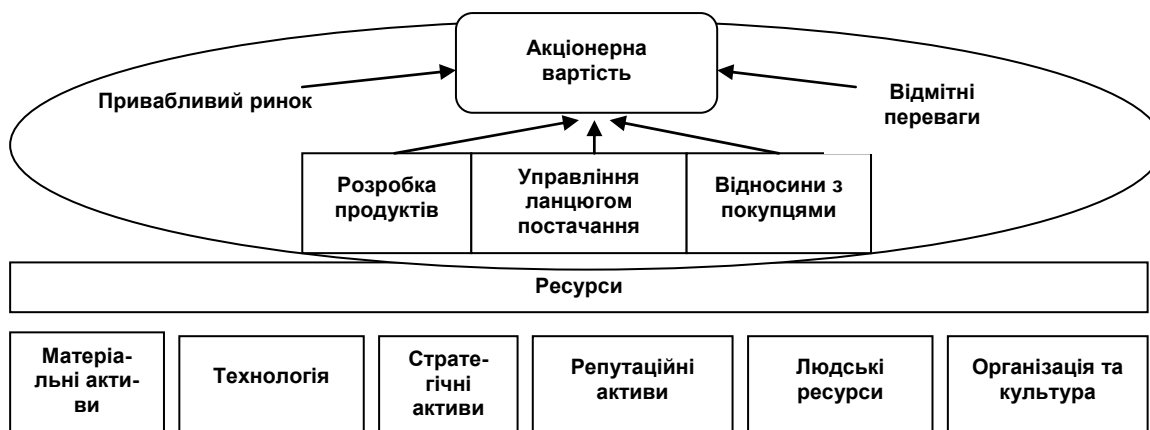 Акціонерна
вартість
Привабливий ринок
Відмітні
переваги
Розробка
продуктів
Управління
ланцюгом
постачання
Відносини з
покупцями
Ресурси
Матеріа-
льні акти-
ви
Технологія
Страте-
гічні
активи
Репутаційні
активи
Людські
ресурси
Організація та
культура